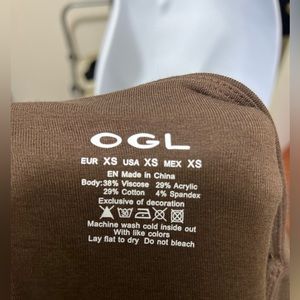 OGL
EUR XS USA XS MEX XS
EN Made in China
Body:38% Viscose 29% Acrylic
29% Cotton 4% Spandex
Exclusive of decoration
Machine wash cold inside out
With like colors
Lay flat to dry Do not bleach